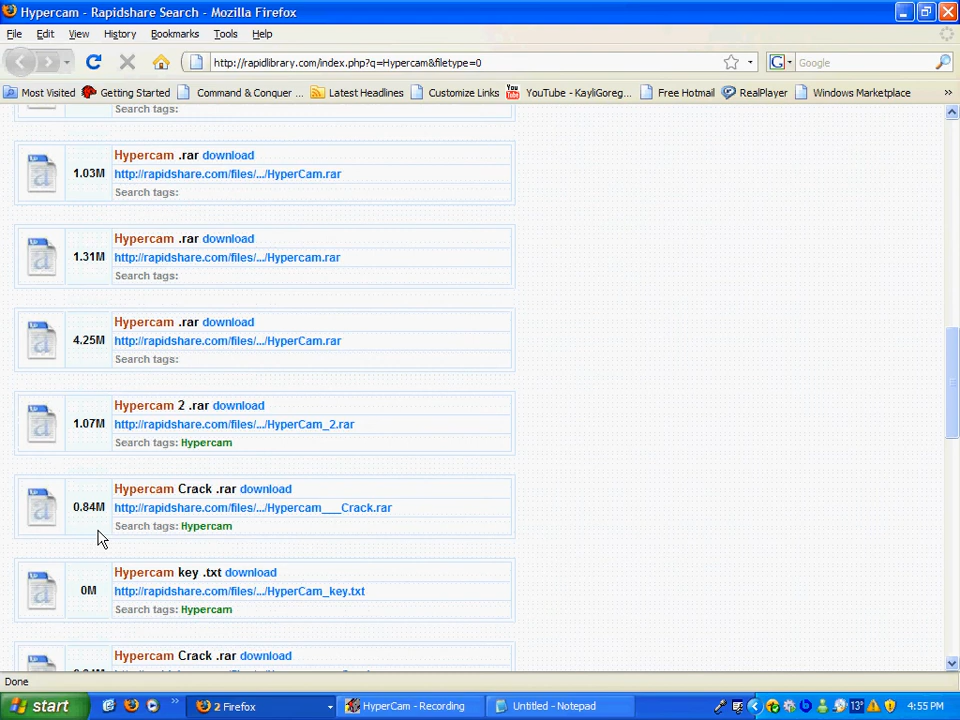 Hypercam - Rapidshare Search - Mozilla Firefox
File Edit View History Bookmarks Tools Help
http://rapidlibrary.com/index.php?q=Hypercam&filetype=0
G Google
Most Visited Getting Started Command & Conquer ... Latest Headlines Customize Links YouTube - KayliGoreg... Free Hotmail RealPlayer Windows Marketplace »
Search tags:
Hypercam .rar download
1.03M
http://rapidshare.com/files/.../HyperCam.rar
Search tags:
Hypercam .rar download
1.31M
http://rapidshare.com/files/.../Hypercam.rar
Search tags:
Hypercam .rar download
4.25M
http://rapidshare.com/files/.../HyperCam.rar
Search tags:
Hypercam 2 .rar download
1.07M
http://rapidshare.com/files/.../HyperCam_2.rar
Search tags: Hypercam
Hypercam Crack .rar download
0.84M
http://rapidshare.com/files/.../Hypercam___Crack.rar
Search tags: Hypercam
Hypercam key .txt download
0M
http://rapidshare.com/files/.../HyperCam_key.txt
Search tags: Hypercam
Hypercam Crack .rar download
Done
start » 2 Firefox HyperCam - Recording Untitled - Notepad 13° 4:55 PM